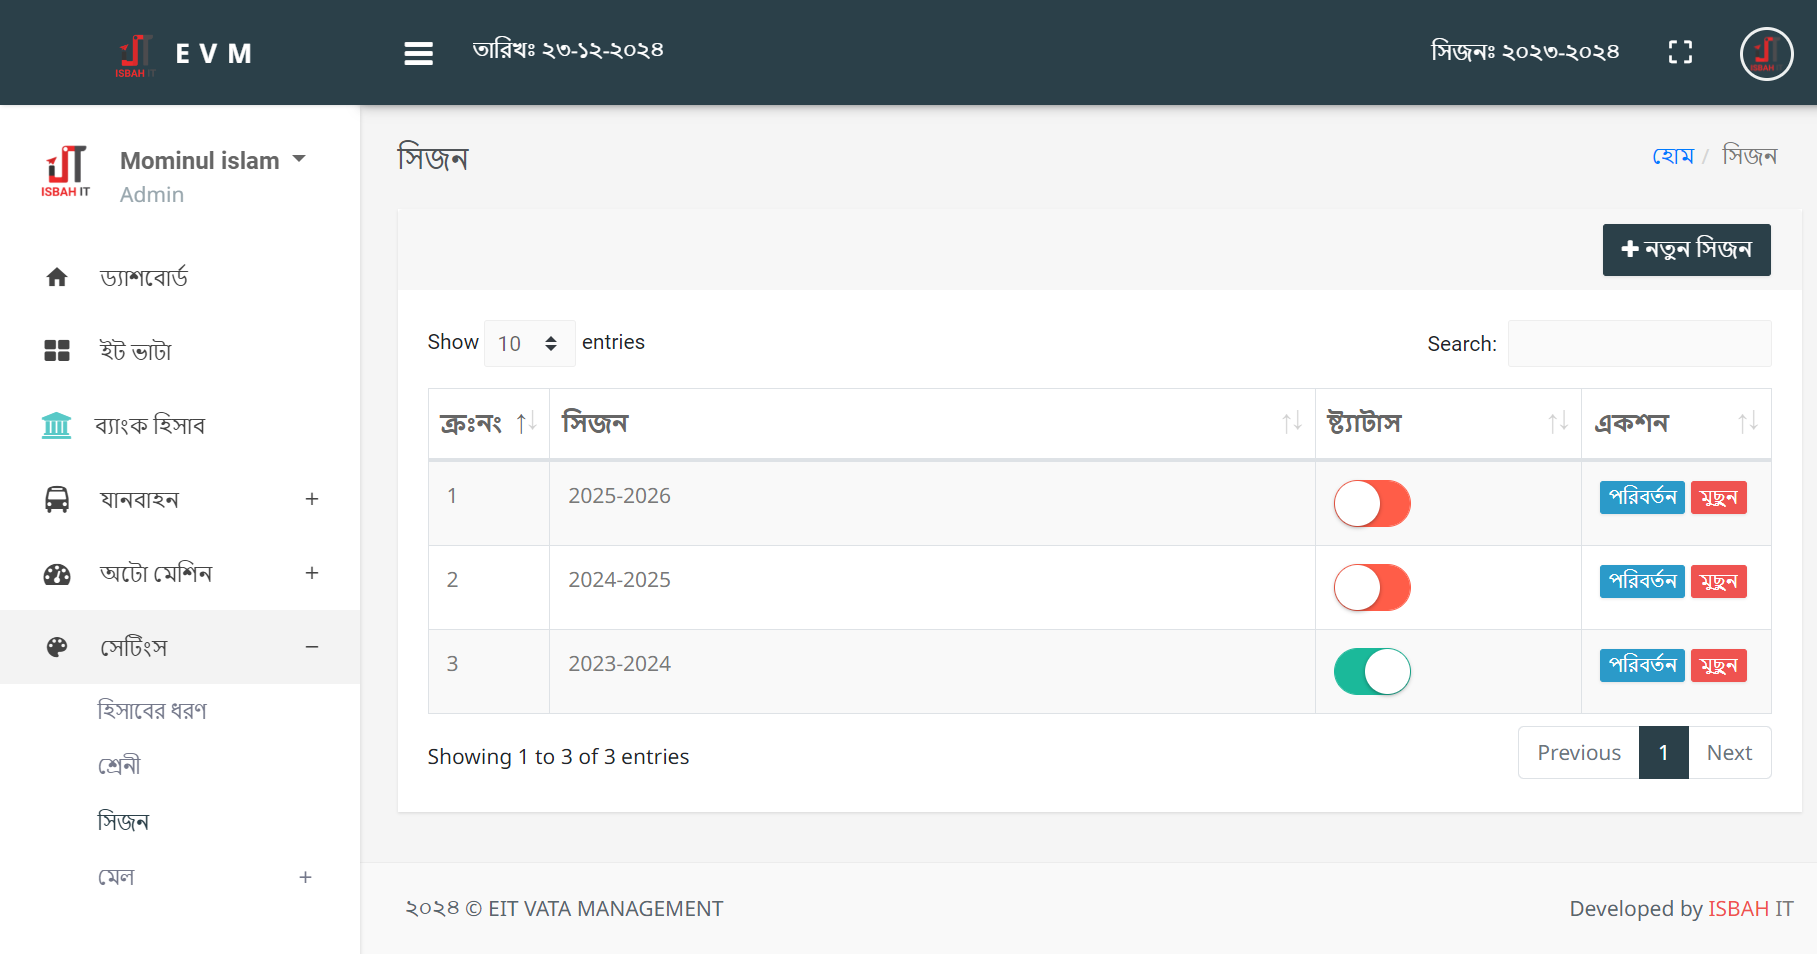 ISBAH IT
E V M
তারিখঃ ২৩-১২-২০২৪
সিজনঃ ২০২৩-২০২৪
ISBAH IT
ISBAH IT
Mominul islam
Admin
ড্যাশবোর্ড
ইট ভাটা
ব্যাংক হিসাব
যানবাহন +
অটো মেশিন +
সেটিংস −
হিসাবের ধরণ
শ্রেনী
সিজন
মেল +
সিজন
হোম / সিজন
+ নতুন সিজন
Show 10 entries
Search:
ক্রঃনং সিজন ষ্ট্যাটাস একশন
1 2025-2026 পরিবর্তন মুছুন
2 2024-2025 পরিবর্তন মুছুন
3 2023-2024 পরিবর্তন মুছুন
Showing 1 to 3 of 3 entries
Previous 1 Next
২০২৪ © EIT VATA MANAGEMENT
Developed by ISBAH IT